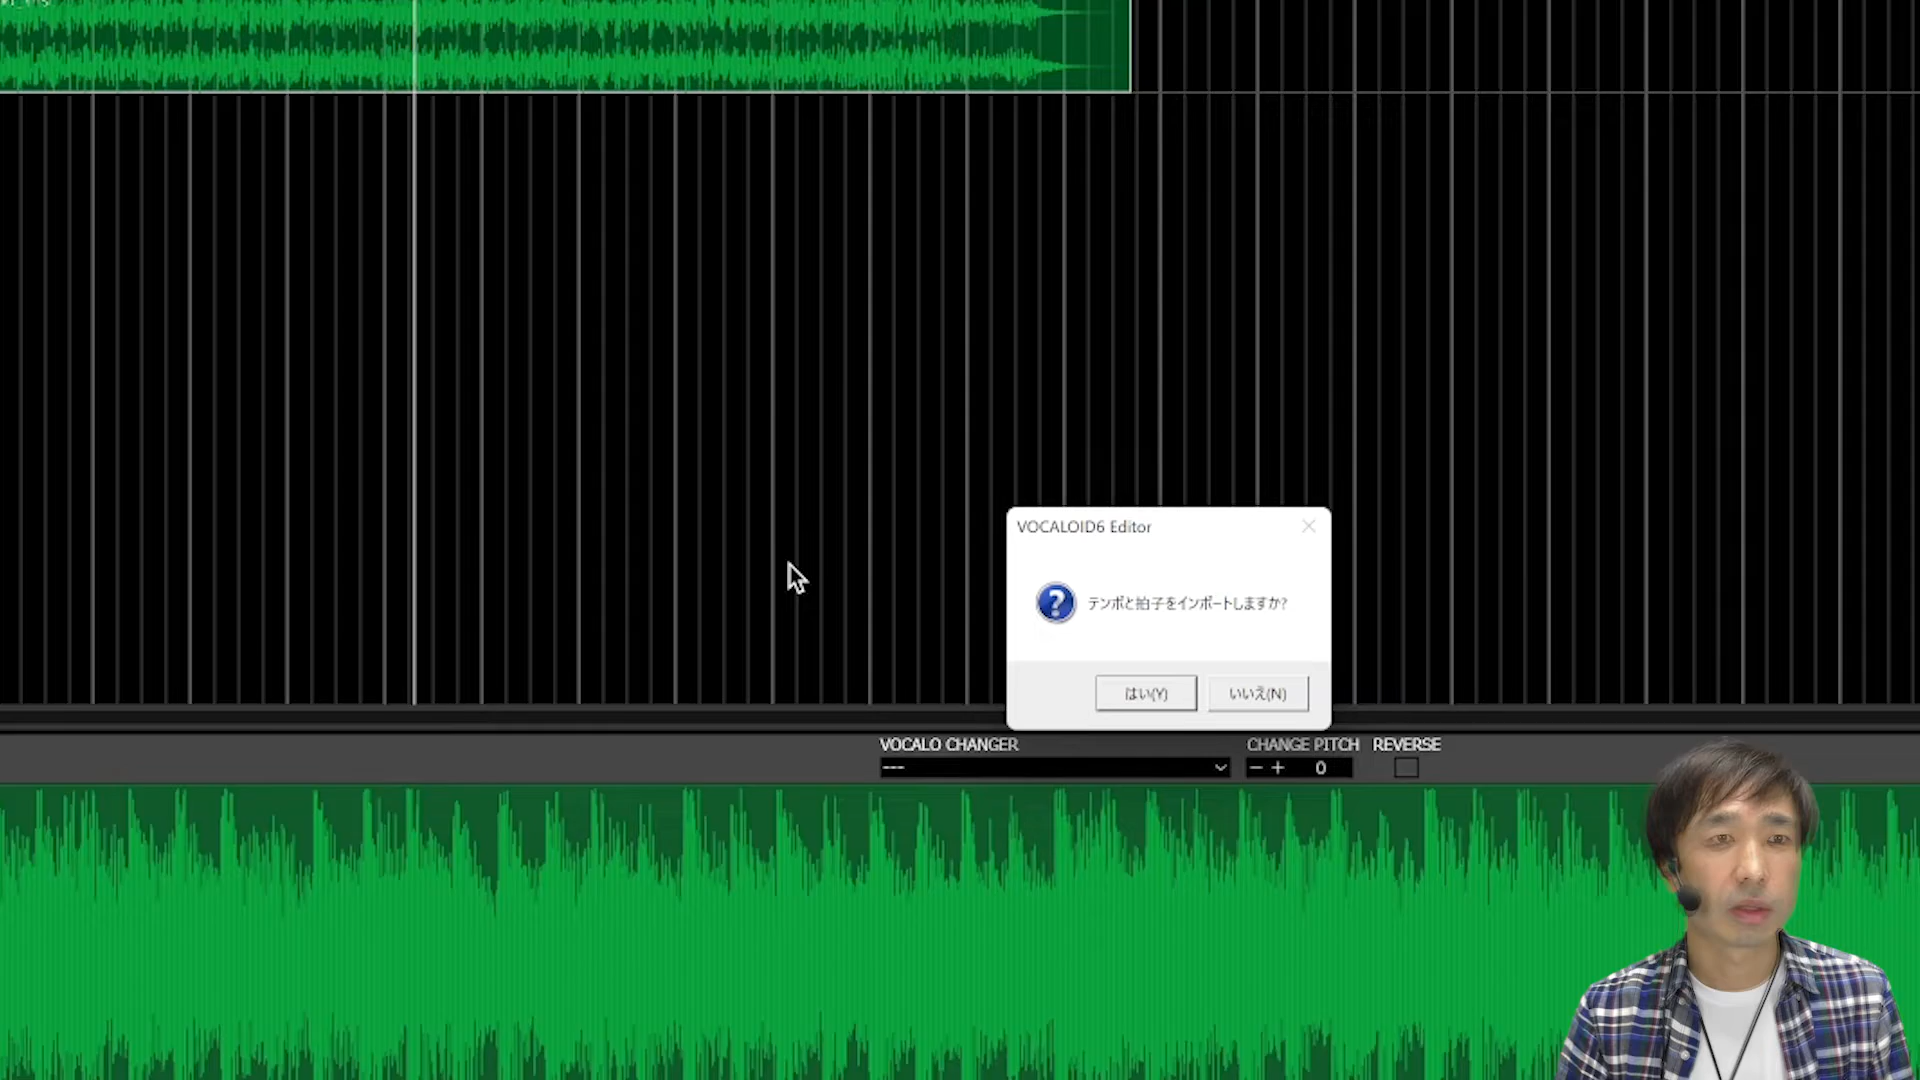 VOCALOID6 Editor
テンポと拍子をインポートしますか?
はい(Y)
いいえ(N)
VOCALO CHANGER
CHANGE PITCH
REVERSE
---
0